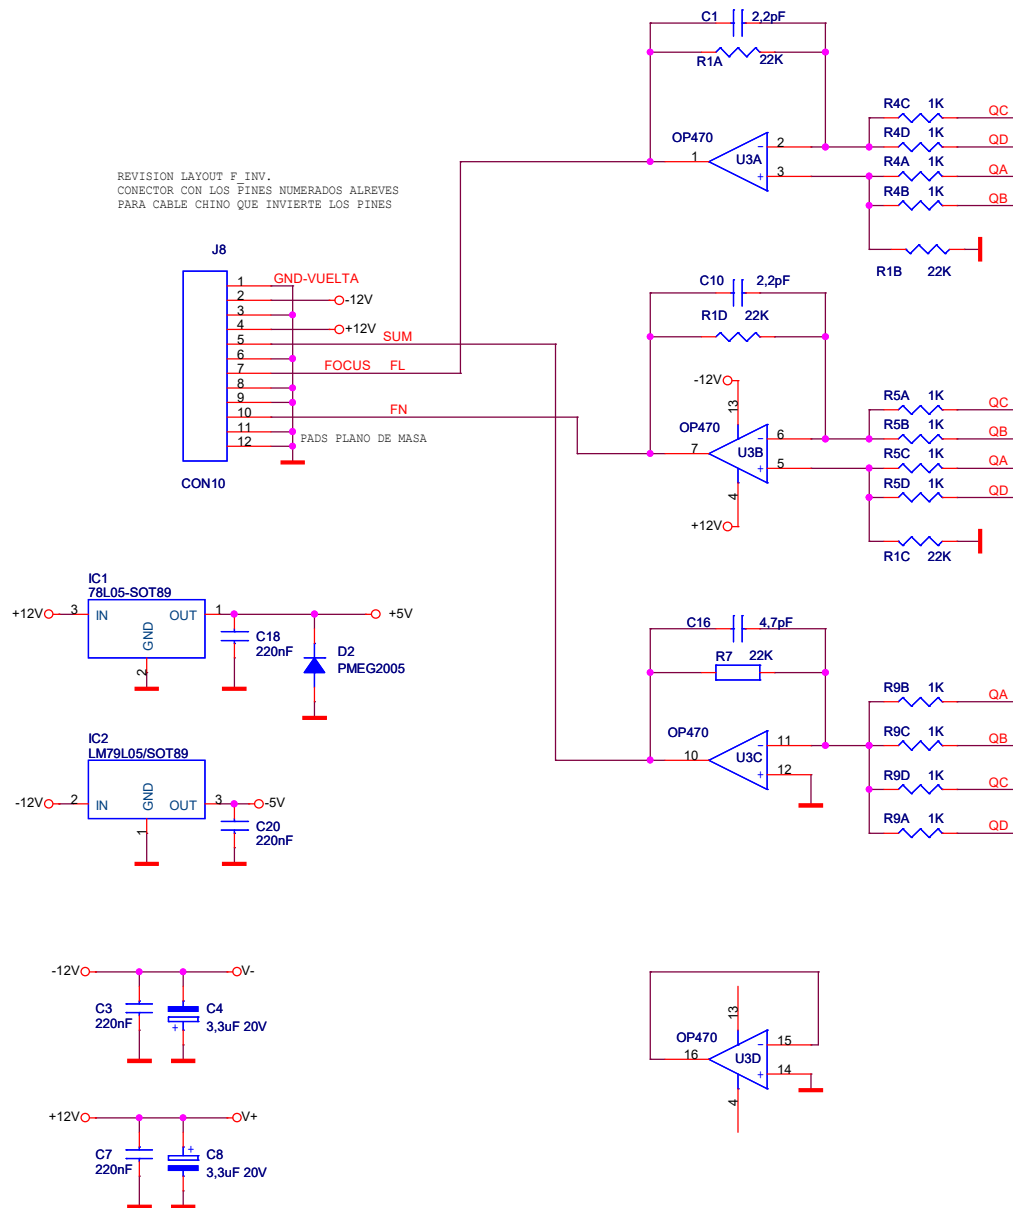 C1 2,2pF
R1A 22K
OP470
U3A
1
2
3
−
+
R4C 1K QC
R4D 1K QD
R4A 1K QA
R4B 1K QB
R1B 22K
REVISION LAYOUT F_INV.
CONECTOR CON LOS PINES NUMERADOS ALREVES
PARA CABLE CHINO QUE INVIERTE LOS PINES
J8
1 GND-VUELTA
2 -12V
3
4 +12V
5 SUM
6
7 FOCUS FL
8
9
10 FN
11
12
PADS PLANO DE MASA
CON10
C10 2,2pF
R1D 22K
-12V
13
OP470
U3B
7
6
5
−
+
4
+12V
R5A 1K QC
R5B 1K QB
R5C 1K QA
R5D 1K QD
R1C 22K
IC1
78L05-SOT89
+12V 3 IN OUT 1 +5V
GND
2
C18
220nF
D2
PMEG2005
IC2
LM79L05/SOT89
-12V 2 IN OUT 3 -5V
GND
1
C20
220nF
C16 4,7pF
R7 22K
OP470
U3C
10
11
12
−
+
R9B 1K QA
R9C 1K QB
R9D 1K QC
R9A 1K QD
-12V V-
C3
220nF
C4
3,3uF 20V
+
+12V V+
C7
220nF
C8
3,3uF 20V
+
13
OP470
U3D
16
15
14
−
+
4